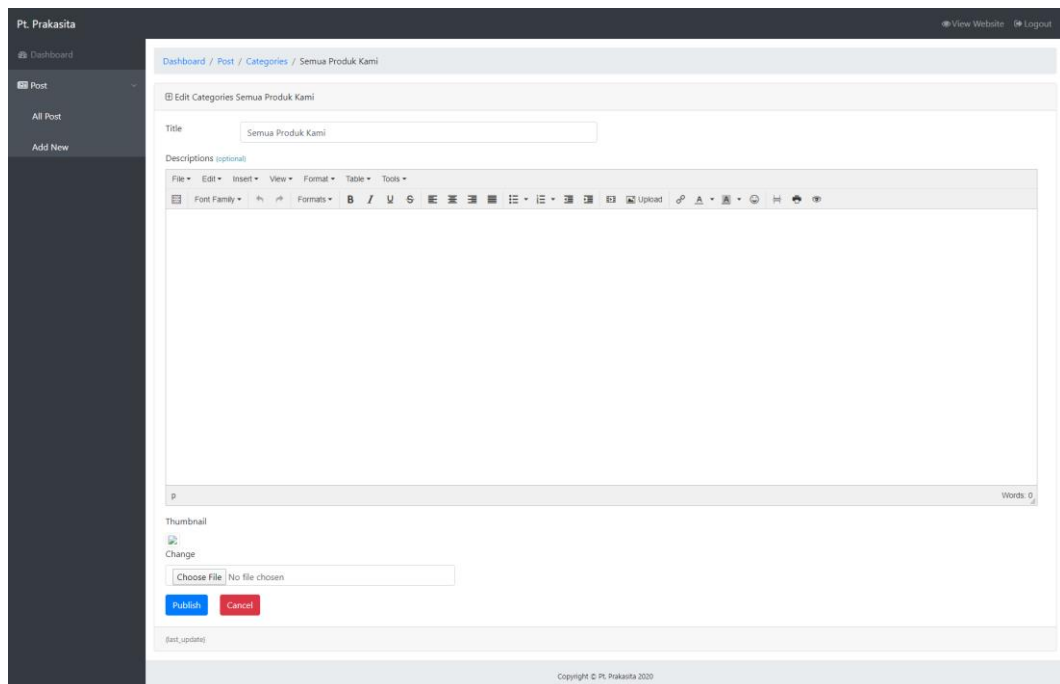 Pt. Prakasita View Website Logout
Dashboard
Dashboard / Post / Categories / Semua Produk Kami
Post
Edit Categories Semua Produk Kami
All Post
Title Semua Produk Kami
Add New
Descriptions (optional)
File Edit Insert View Format Table Tools
Font Family Formats B I U S Upload A A
p Words: 0
Thumbnail
Change
Choose File No file chosen
Publish Cancel
{last_update}
Copyright © Pt. Prakasita 2020